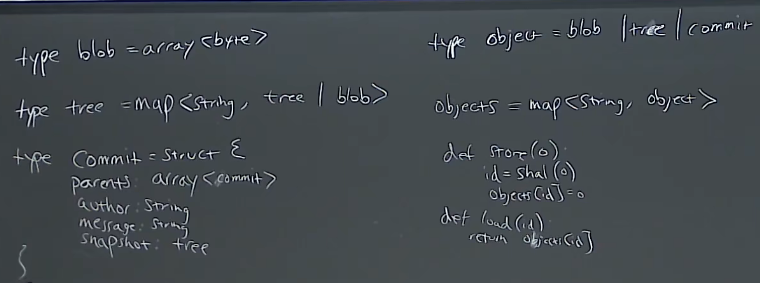 type blob = array<byte>
type tree = map<string, tree | blob>
type commit = struct {
parents: array<commit>
author: string
message: string
snapshot: tree
}
type object = blob | tree | commit
objects = map<string, object>
def store(o):
id = sha1(o)
objects[id] = o
def load(id):
return objects[id]